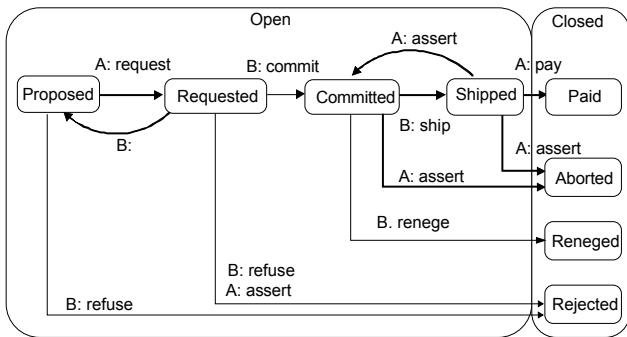 Open
Closed
A: assert
A: request
B: commit
A: pay
Proposed
Requested
Committed
Shipped
Paid
B:
B: ship
A: assert
A: assert
Aborted
B. renege
Reneged
B: refuse
A: assert
B: refuse
Rejected